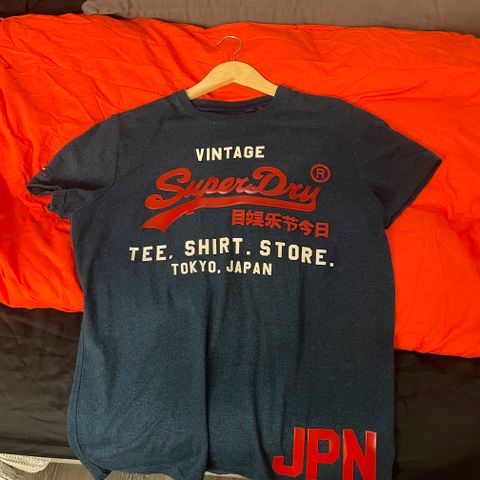 VINTAGE
SuperDry®
目娱乐节今日
TEE. SHIRT. STORE.
TOKYO, JAPAN
JPN